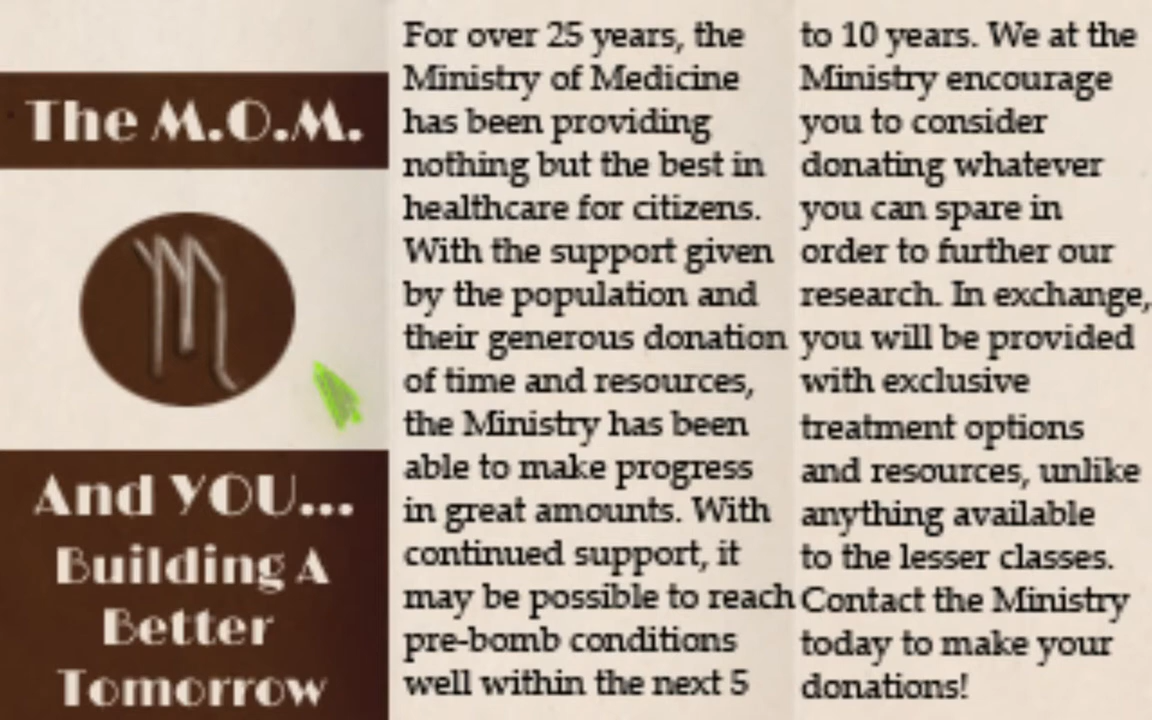 The M.O.M.
And YOU...
Building A
Better
Tomorrow
For over 25 years, the
Ministry of Medicine
has been providing
nothing but the best in
healthcare for citizens.
With the support given
by the population and
their generous donation
of time and resources,
the Ministry has been
able to make progress
in great amounts. With
continued support, it
may be possible to reach
pre-bomb conditions
well within the next 5
to 10 years. We at the
Ministry encourage
you to consider
donating whatever
you can spare in
order to further our
research. In exchange,
you will be provided
with exclusive
treatment options
and resources, unlike
anything available
to the lesser classes.
Contact the Ministry
today to make your
donations!